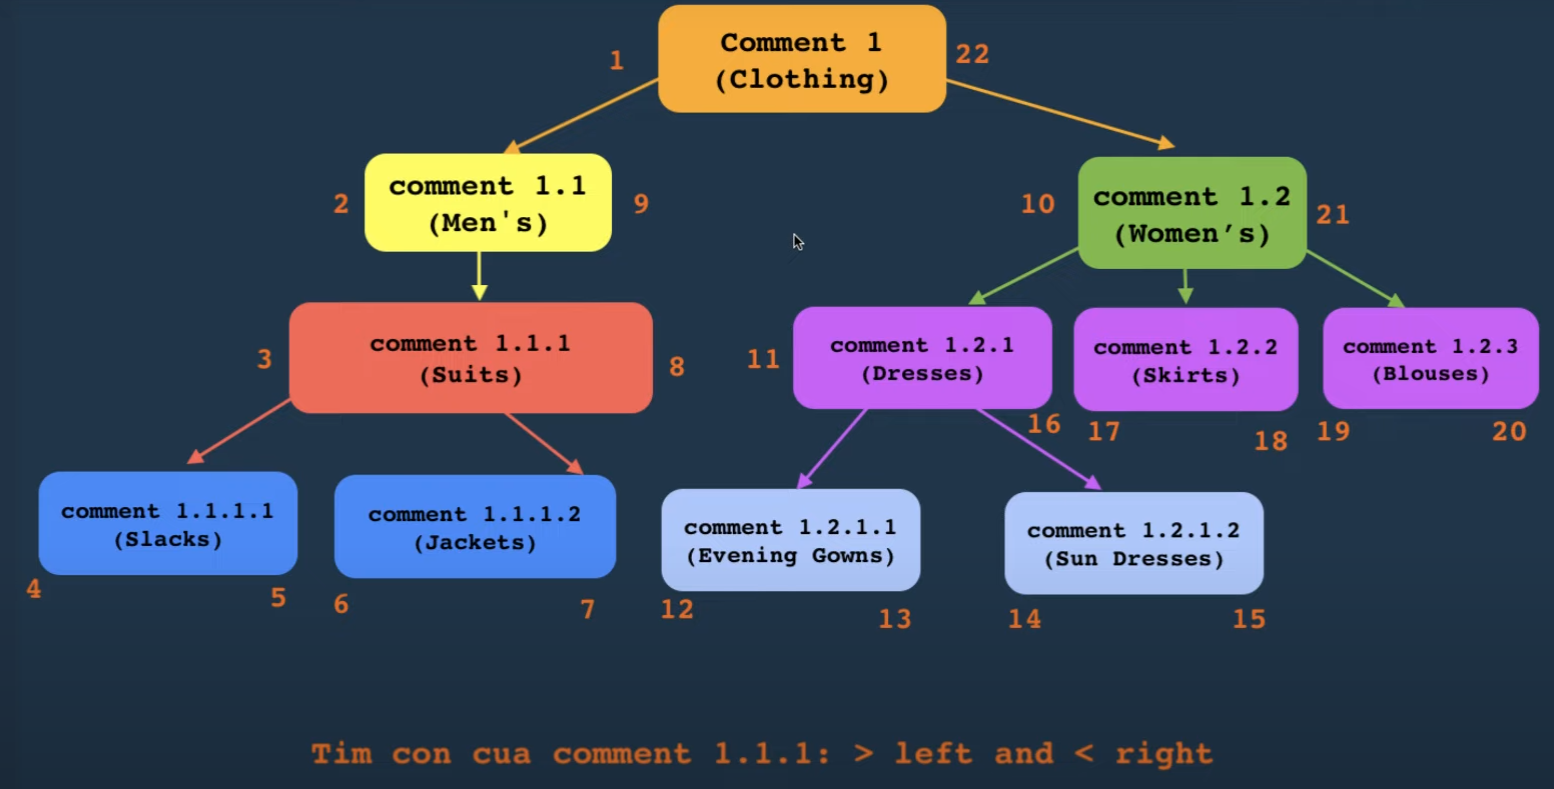 1
Comment 1
(Clothing)
22
2
comment 1.1
(Men's)
9
10
comment 1.2
(Women’s)
21
3
comment 1.1.1
(Suits)
8
11
comment 1.2.1
(Dresses)
16
comment 1.2.2
(Skirts)
17
18
comment 1.2.3
(Blouses)
19
20
comment 1.1.1.1
(Slacks)
4
5
comment 1.1.1.2
(Jackets)
6
7
comment 1.2.1.1
(Evening Gowns)
12
13
comment 1.2.1.2
(Sun Dresses)
14
15
Tim con cua comment 1.1.1: > left and < right